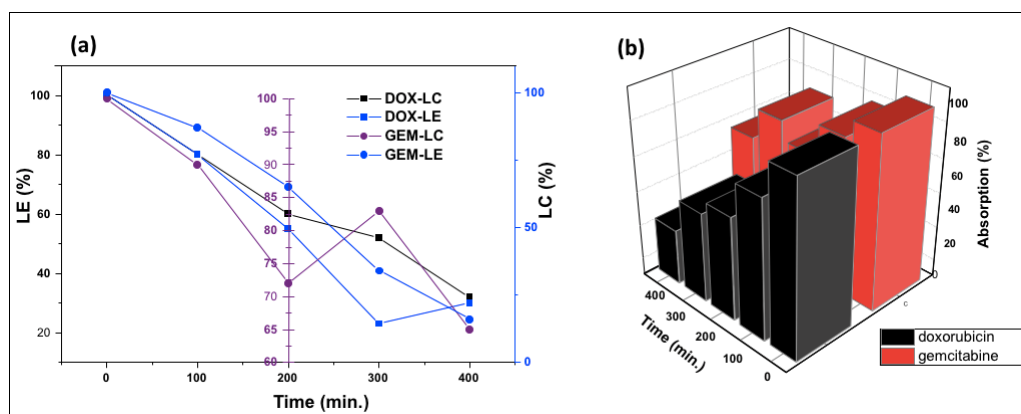 (a)
LE (%)
100
80
60
40
20
100
95
90
85
80
75
70
65
60
DOX-LC
DOX-LE
GEM-LC
GEM-LE
100
50
0
LC (%)
0
100
200
300
400
Time (min.)
(b)
100
80
60
40
20
0
Absorption (%)
400
300
200
100
0
Time (min.)
C
doxorubicin
gemcitabine